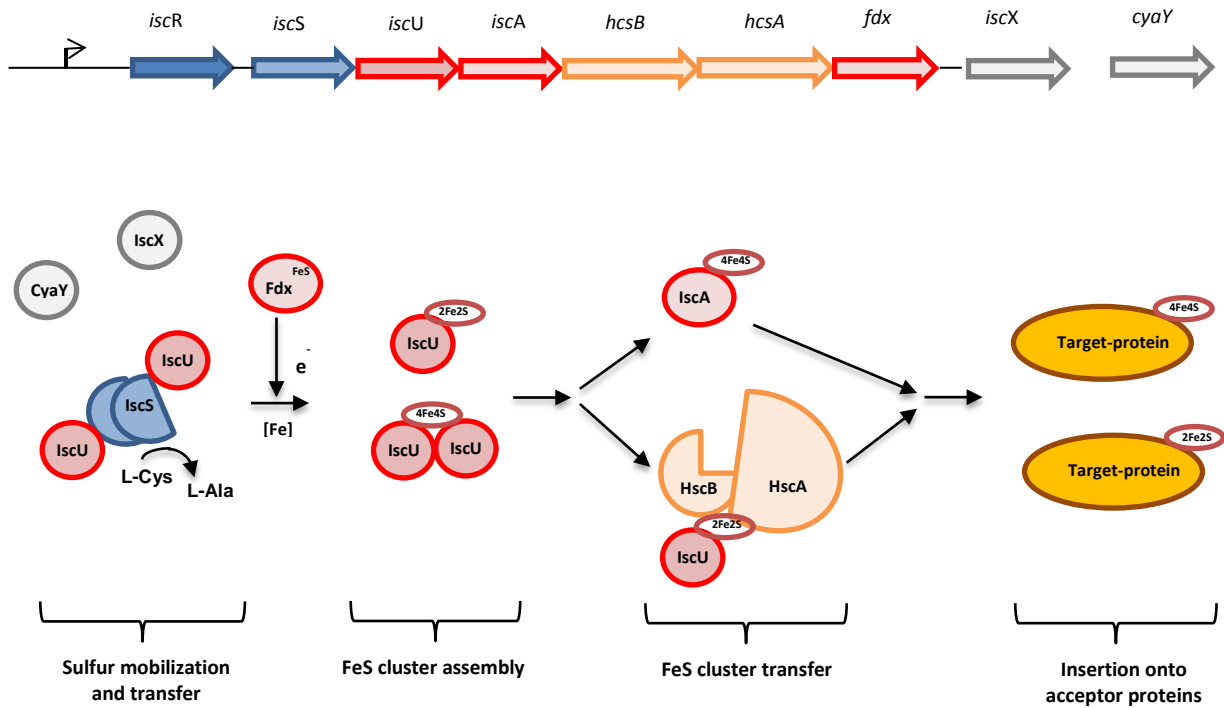 iscR iscS iscU iscA hcsB hcsA fdx iscX cyaY
IscX
CyaY
FeS
Fdx
IscU
IscS
IscU
L-Cys
L-Ala
e-
[Fe]
2Fe2S
IscU
4Fe4S
IscU IscU
4Fe4S
IscA
HscB HscA
2Fe2S
IscU
4Fe4S
Target-protein
2Fe2S
Target-protein
Sulfur mobilization
and transfer
FeS cluster assembly
FeS cluster transfer
Insertion onto
acceptor proteins